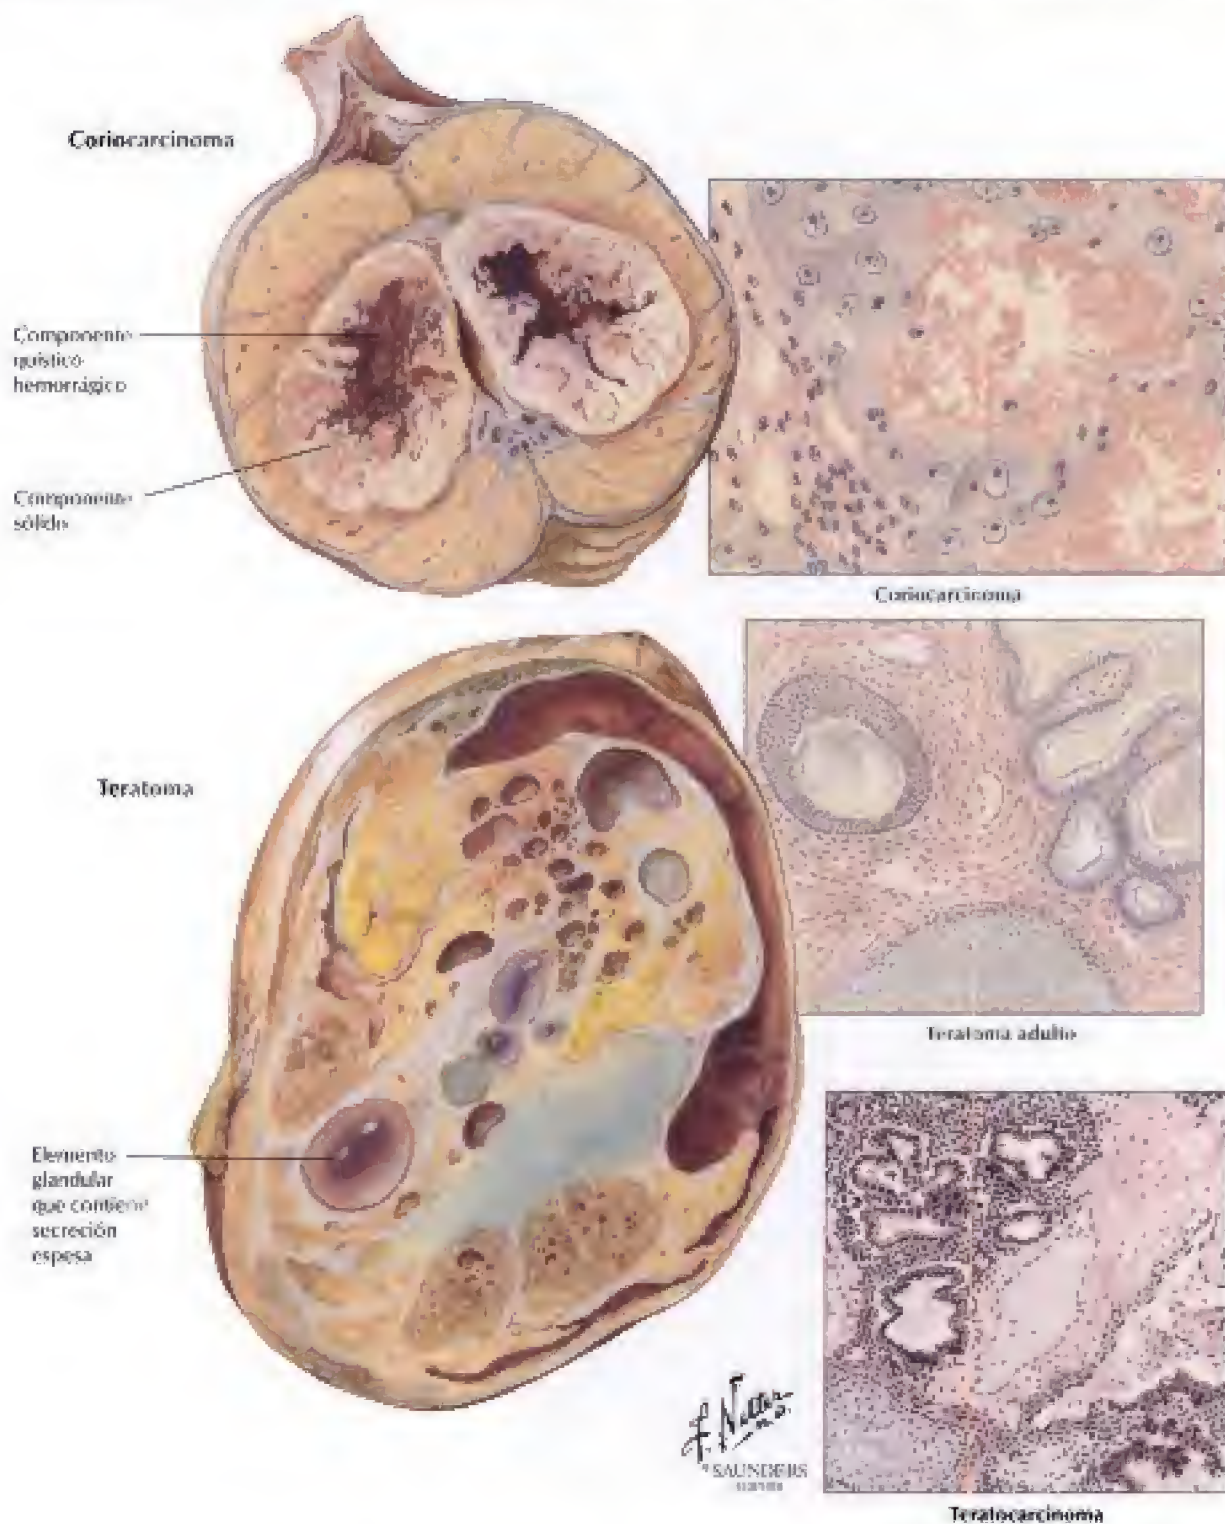 Coriocarcinoma
Componente
quístico
hemorrágico
Componente
sólido
Coriocarcinoma
Teratoma
Teratoma adulto
Elemento
glandular
que contiene
secreción
espesa
F. Netter
M.D.
SAUNDERS
Teratocarcinoma